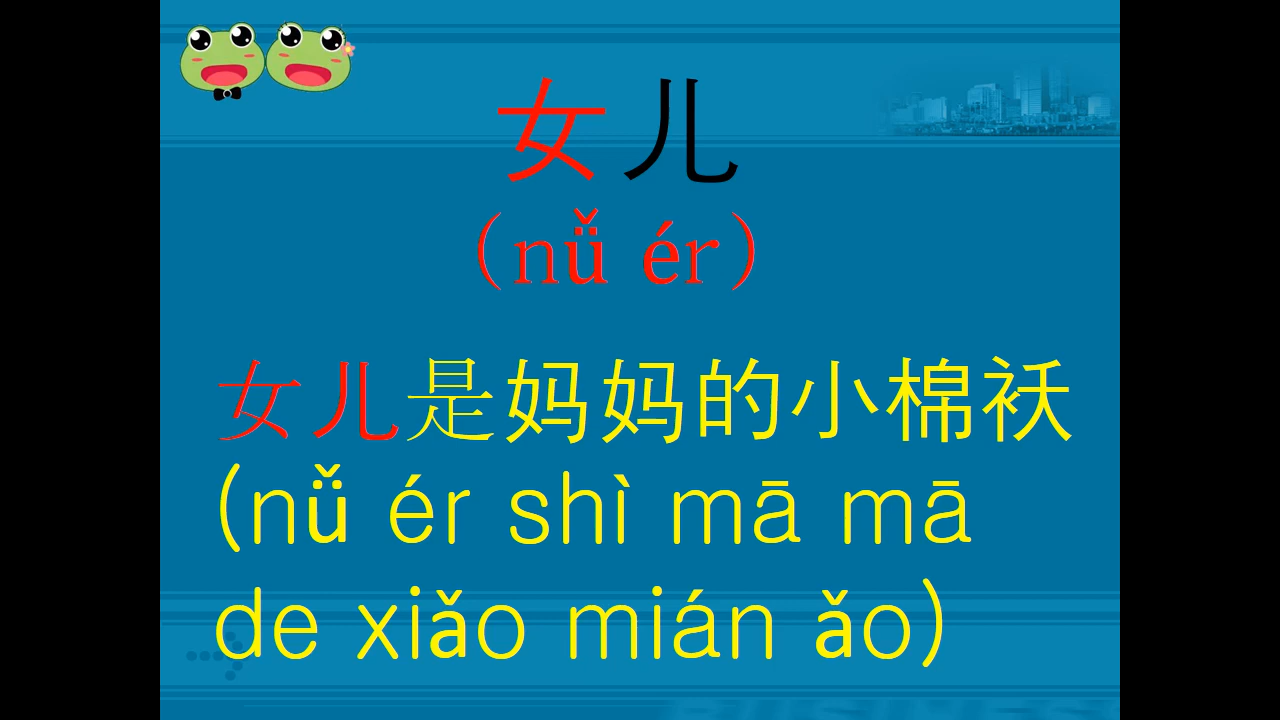 女儿
（nǚ ér）
女儿是妈妈的小棉袄
(nǚ ér shì mā mā
de xiǎo mián ǎo)
BUSINESS